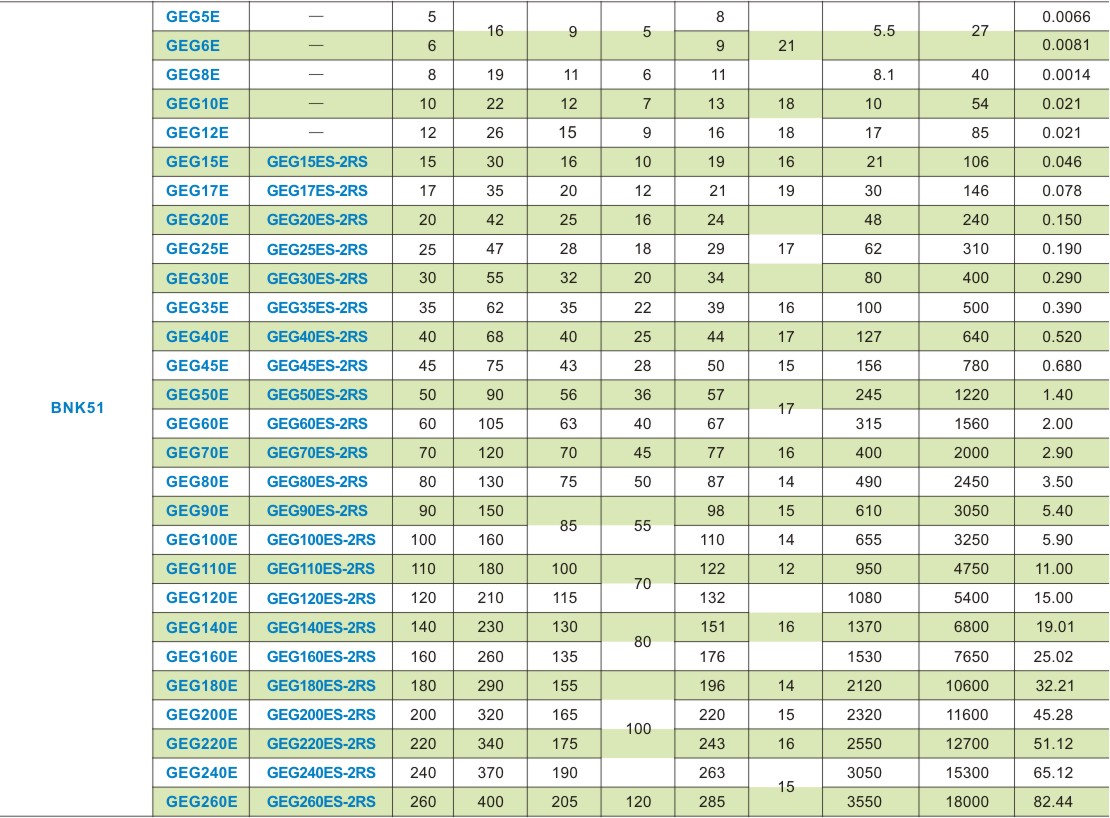 GEG5E — 5 16 9 5 8 21 5.5 27 0.0066
GEG6E — 6 9 0.0081
GEG8E — 8 19 11 6 11 8.1 40 0.0014
GEG10E — 10 22 12 7 13 18 10 54 0.021
GEG12E — 12 26 15 9 16 18 17 85 0.021
GEG15E GEG15ES-2RS 15 30 16 10 19 16 21 106 0.046
GEG17E GEG17ES-2RS 17 35 20 12 21 19 30 146 0.078
GEG20E GEG20ES-2RS 20 42 25 16 24 48 240 0.150
GEG25E GEG25ES-2RS 25 47 28 18 29 17 62 310 0.190
GEG30E GEG30ES-2RS 30 55 32 20 34 80 400 0.290
GEG35E GEG35ES-2RS 35 62 35 22 39 16 100 500 0.390
GEG40E GEG40ES-2RS 40 68 40 25 44 17 127 640 0.520
GEG45E GEG45ES-2RS 45 75 43 28 50 15 156 780 0.680
BNK51 GEG50E GEG50ES-2RS 50 90 56 36 57 17 245 1220 1.40
GEG60E GEG60ES-2RS 60 105 63 40 67 315 1560 2.00
GEG70E GEG70ES-2RS 70 120 70 45 77 16 400 2000 2.90
GEG80E GEG80ES-2RS 80 130 75 50 87 14 490 2450 3.50
GEG90E GEG90ES-2RS 90 150 85 55 98 15 610 3050 5.40
GEG100E GEG100ES-2RS 100 160 110 14 655 3250 5.90
GEG110E GEG110ES-2RS 110 180 100 70 122 12 950 4750 11.00
GEG120E GEG120ES-2RS 120 210 115 132 1080 5400 15.00
GEG140E GEG140ES-2RS 140 230 130 80 151 16 1370 6800 19.01
GEG160E GEG160ES-2RS 160 260 135 176 1530 7650 25.02
GEG180E GEG180ES-2RS 180 290 155 196 14 2120 10600 32.21
GEG200E GEG200ES-2RS 200 320 165 100 220 15 2320 11600 45.28
GEG220E GEG220ES-2RS 220 340 175 243 16 2550 12700 51.12
GEG240E GEG240ES-2RS 240 370 190 263 15 3050 15300 65.12
GEG260E GEG260ES-2RS 260 400 205 120 285 3550 18000 82.44